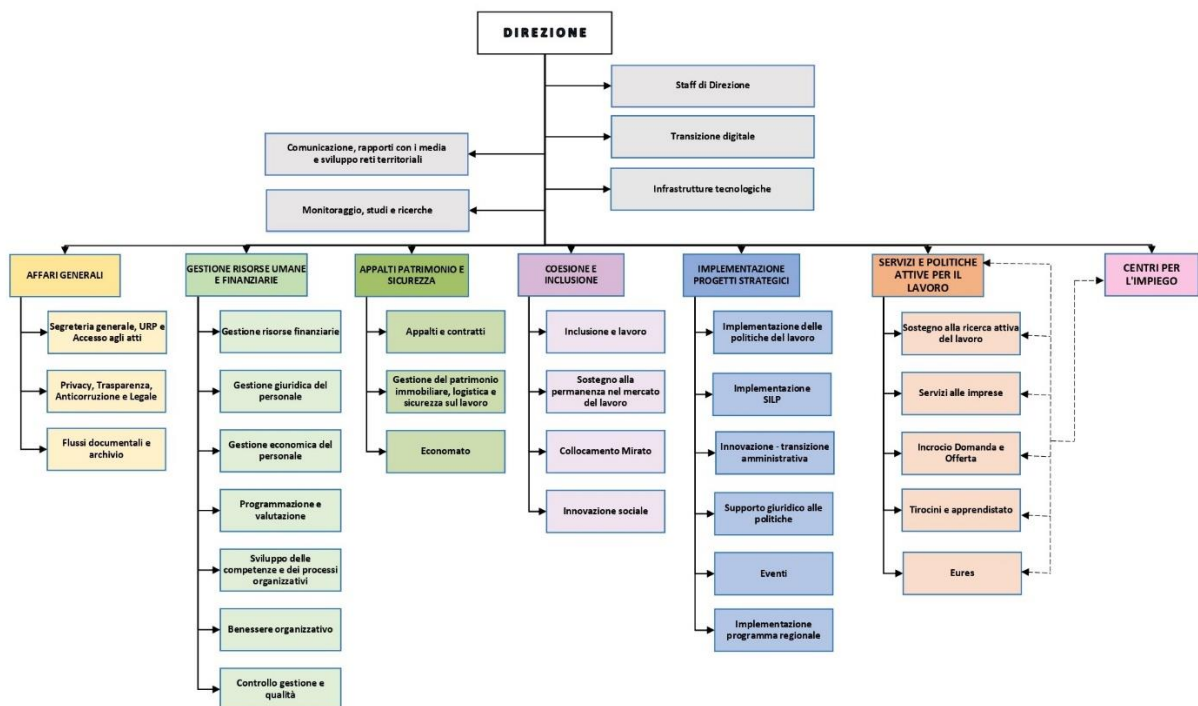 DIREZIONE
Staff di Direzione
Transizione digitale
Comunicazione, rapporti con i media
e sviluppo reti territoriali
Infrastrutture tecnologiche
Monitoraggio, studi e ricerche
AFFARI GENERALI
Segreteria generale, URP e
Accesso agli atti
Privacy, Trasparenza,
Anticorruzione e Legale
Flussi documentali e
archivio
GESTIONE RISORSE UMANE
E FINANZIARIE
Gestione risorse finanziarie
Gestione giuridica del
personale
Gestione economica del
personale
Programmazione e
valutazione
Sviluppo delle
competenze e dei processi
organizzativi
Benessere organizzativo
Controllo gestione e
qualità
APPALTI PATRIMONIO E
SICUREZZA
Appalti e contratti
Gestione del patrimonio
immobiliare, logistica e
sicurezza sul lavoro
Economato
COESIONE E
INCLUSIONE
Inclusione e lavoro
Sostegno alla
permanenza nel mercato
del lavoro
Collocamento Mirato
Innovazione sociale
IMPLEMENTAZIONE
PROGETTI STRATEGICI
Implementazione delle
politiche del lavoro
Implementazione
SILP
Innovazione - transizione
amministrativa
Supporto giuridico alle
politiche
Eventi
Implementazione
programma regionale
SERVIZI E POLITICHE
ATTIVE PER IL
LAVORO
Sostegno alla ricerca attiva
del lavoro
Servizi alle imprese
Incrocio Domanda e
Offerta
Tirocini e apprendistato
Eures
CENTRI PER
L'IMPIEGO